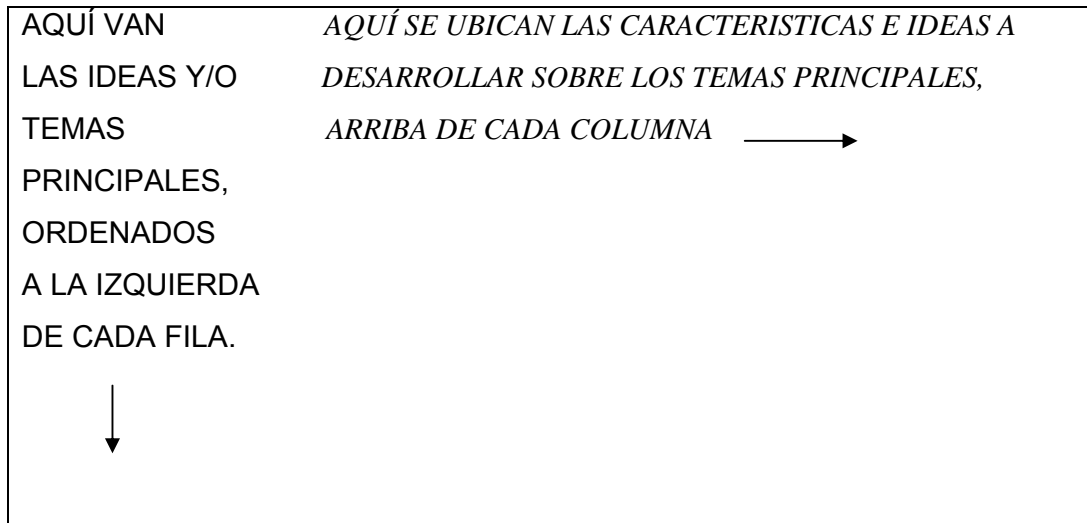 AQUÍ VAN
LAS IDEAS Y/O
TEMAS
PRINCIPALES,
ORDENADOS
A LA IZQUIERDA
DE CADA FILA.
AQUÍ SE UBICAN LAS CARACTERISTICAS E IDEAS A
DESARROLLAR SOBRE LOS TEMAS PRINCIPALES,
ARRIBA DE CADA COLUMNA